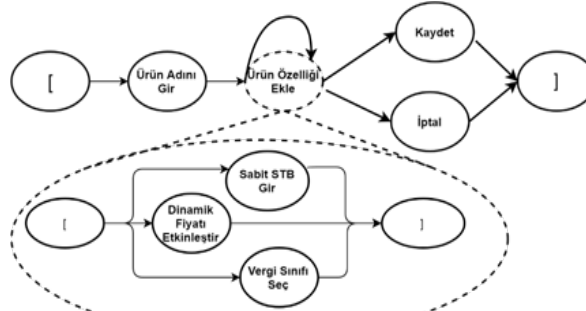 Kaydet
[
Ürün Adını
Gir
Ürün Özelliği
Ekle
]
İptal
Sabit STB
Gir
[
Dinamik
Fiyatı
Etkinleştir
]
Vergi Sınıfı
Seç